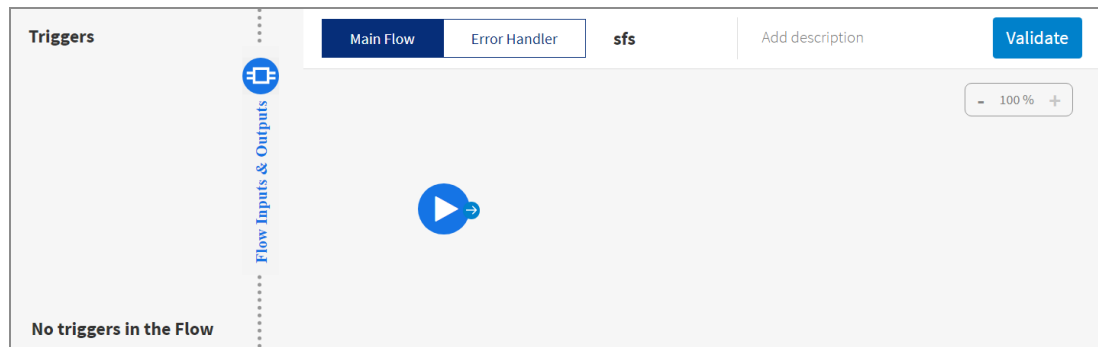 Triggers
Main Flow
Error Handler
sfs
Add description
Validate
- 100 % +
Flow Inputs & Outputs
No triggers in the Flow